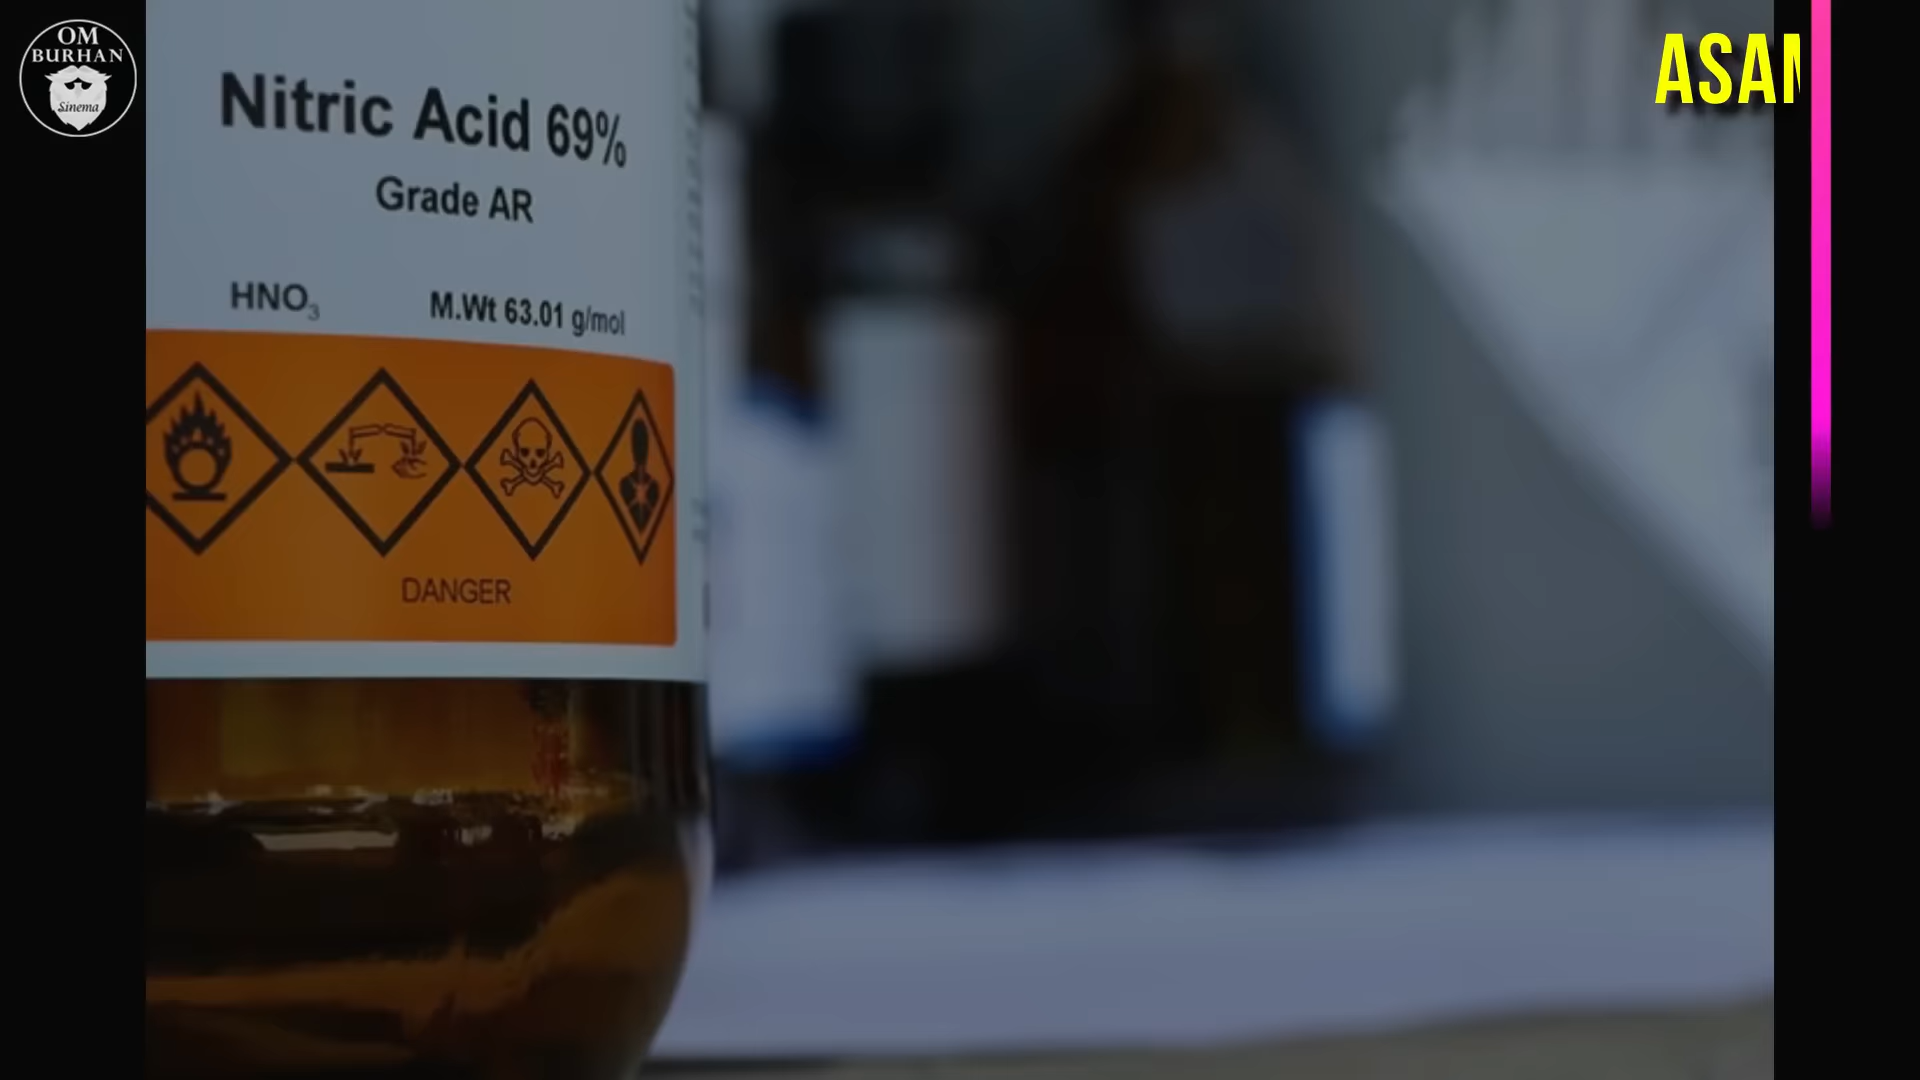 OM
BURHAN
Sinema
ASAM
Nitric Acid 69%
Grade AR
HNO₃
M.Wt 63.01 g/mol
DANGER